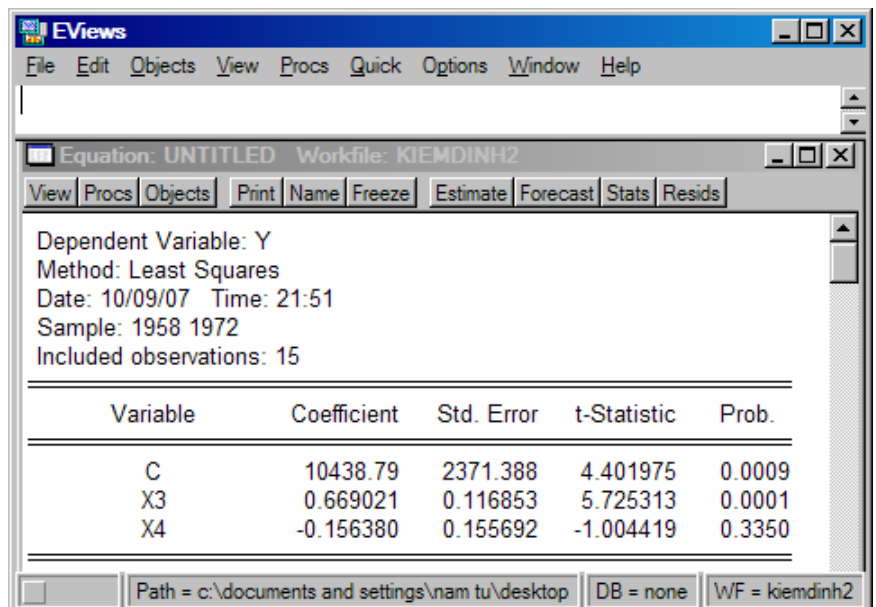 EViews
File Edit Objects View Procs Quick Options Window Help
Equation: UNTITLED Workfile: KIEMDINH2
View Procs Objects Print Name Freeze Estimate Forecast Stats Resids
Dependent Variable: Y
Method: Least Squares
Date: 10/09/07 Time: 21:51
Sample: 1958 1972
Included observations: 15
Variable Coefficient Std. Error t-Statistic Prob.
C 10438.79 2371.388 4.401975 0.0009
X3 0.669021 0.116853 5.725313 0.0001
X4 -0.156380 0.155692 -1.004419 0.3350
Path = c:\documents and settings\nam tu\desktop DB = none WF = kiemdinh2